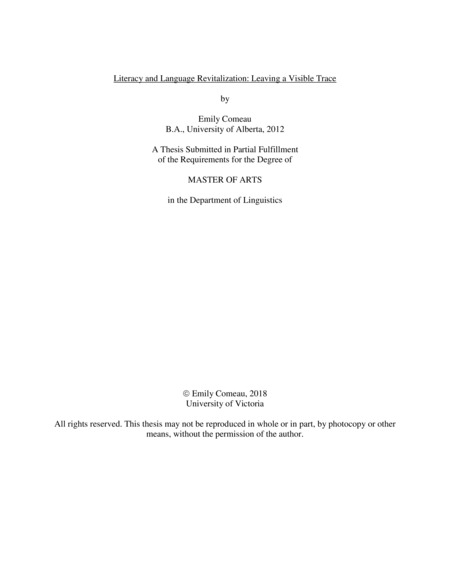 Literacy and Language Revitalization: Leaving a Visible Trace
by
Emily Comeau
B.A., University of Alberta, 2012
A Thesis Submitted in Partial Fulfillment
of the Requirements for the Degree of
MASTER OF ARTS
in the Department of Linguistics
© Emily Comeau, 2018
University of Victoria
All rights reserved. This thesis may not be reproduced in whole or in part, by photocopy or other
means, without the permission of the author.